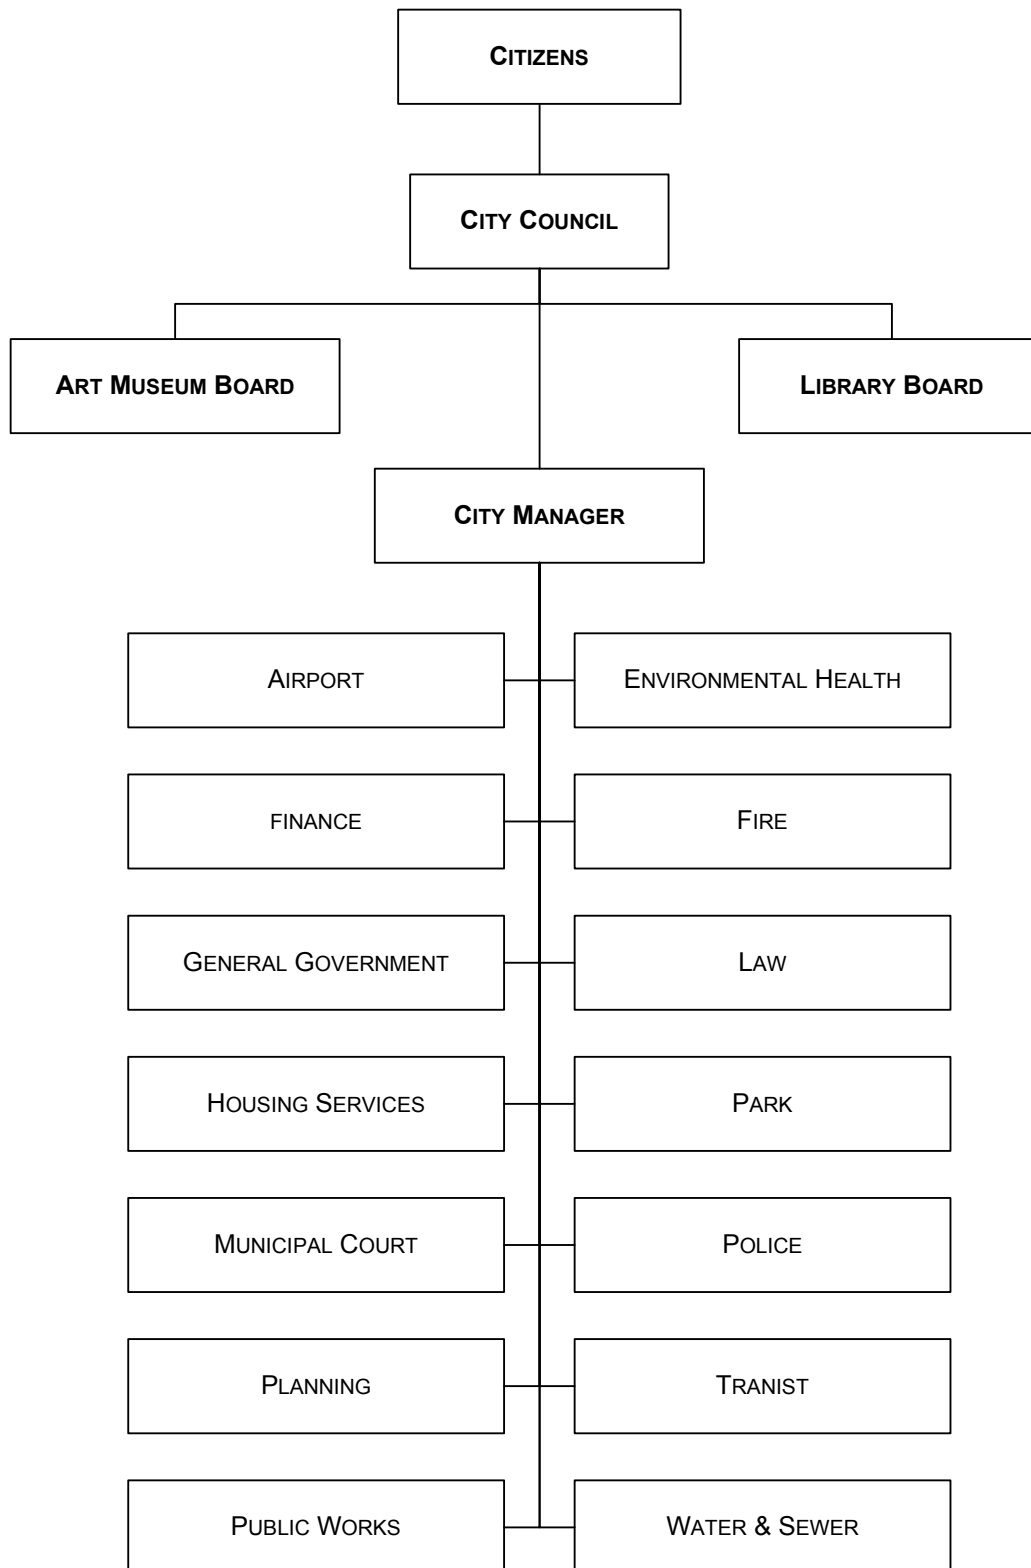 CITIZENS
CITY COUNCIL
ART MUSEUM BOARD
LIBRARY BOARD
CITY MANAGER
AIRPORT
ENVIRONMENTAL HEALTH
FINANCE
FIRE
GENERAL GOVERNMENT
LAW
HOUSING SERVICES
PARK
MUNICIPAL COURT
POLICE
PLANNING
TRANIST
PUBLIC WORKS
WATER & SEWER